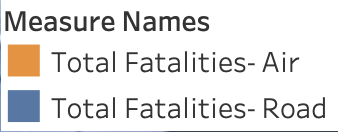 Measure Names
Total Fatalities- Air
Total Fatalities- Road